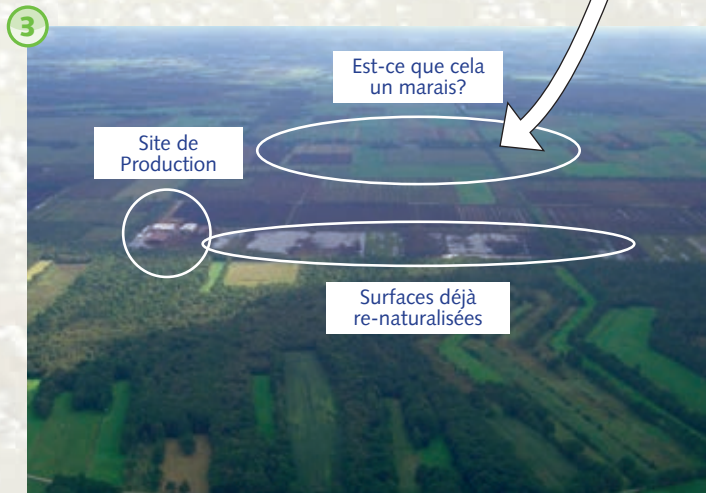 3
Est-ce que cela
un marais?
Site de
Production
Surfaces déjà
re-naturalisées